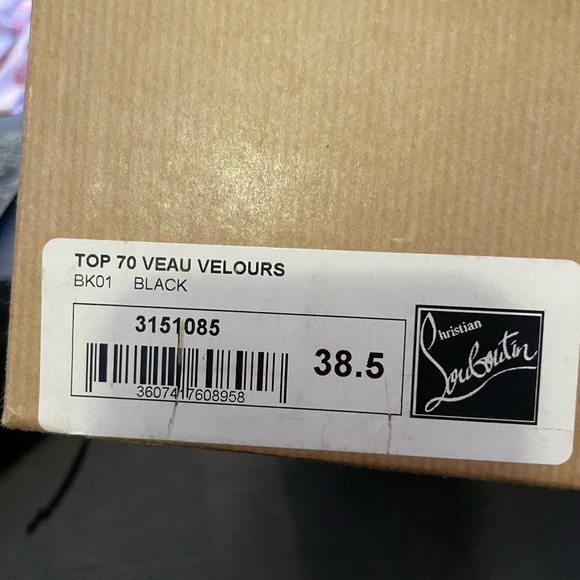 TOP 70 VEAU VELOURS
BK01 BLACK
3151085
3607417608958
38.5
Christian
Louboutin